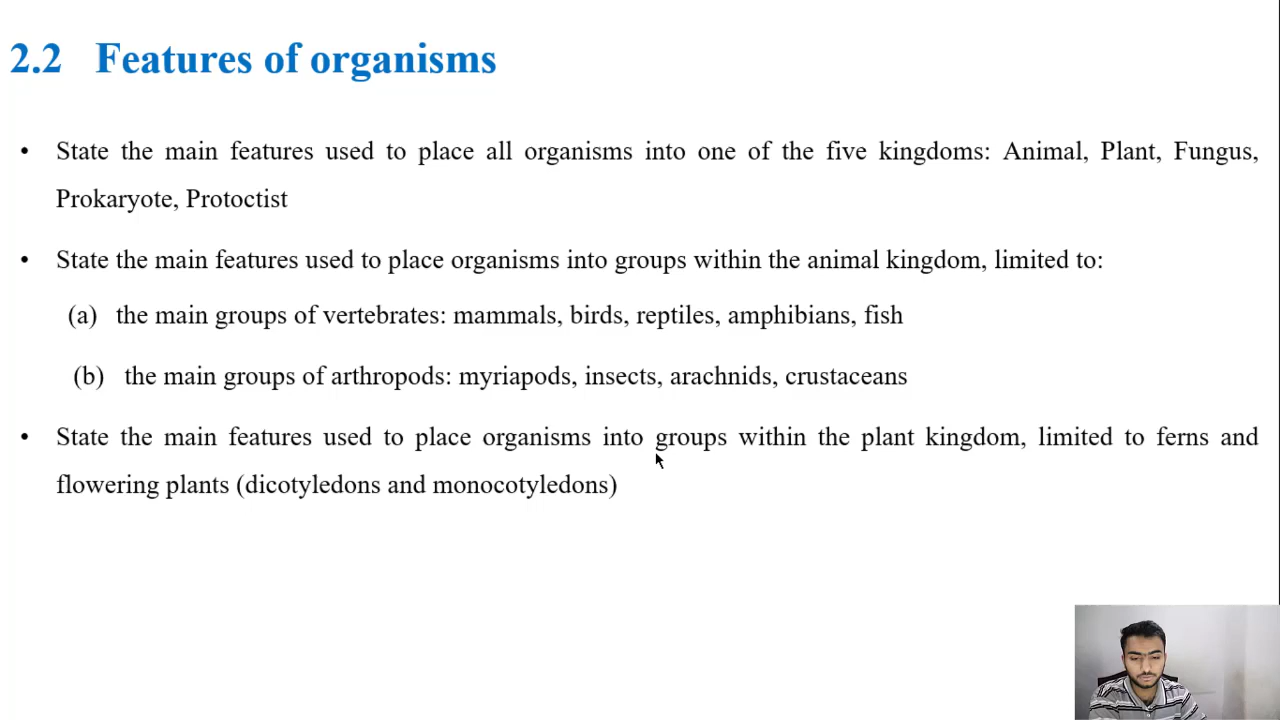 2.2 Features of organisms
• State the main features used to place all organisms into one of the five kingdoms: Animal, Plant, Fungus,
Prokaryote, Protoctist
• State the main features used to place organisms into groups within the animal kingdom, limited to:
(a) the main groups of vertebrates: mammals, birds, reptiles, amphibians, fish
(b) the main groups of arthropods: myriapods, insects, arachnids, crustaceans
• State the main features used to place organisms into groups within the plant kingdom, limited to ferns and
flowering plants (dicotyledons and monocotyledons)